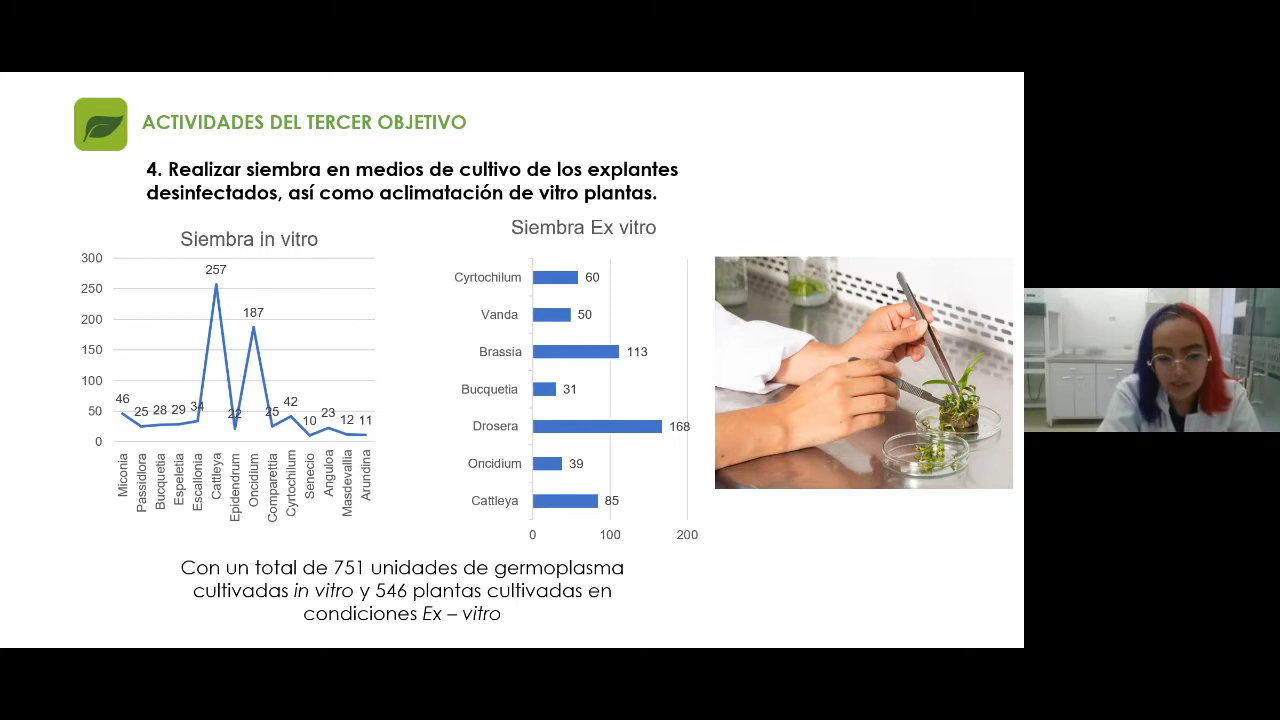 ACTIVIDADES DEL TERCER OBJETIVO
4. Realizar siembra en medios de cultivo de los explantes
desinfectados, así como aclimatación de vitro plantas.
Siembra in vitro
300
250
200
150
100
50
0
46
25
28
29
34
257
22
187
25
42
10
23
12
11
Miconia
Passidlora
Bucquetia
Espeletia
Escallonia
Cattleya
Epidendrum
Oncidium
Comparettia
Cyrtochilum
Senecio
Anguloa
Masdevallia
Arundina
Siembra Ex vitro
Cyrtochilum 60
Vanda 50
Brassia 113
Bucquetia 31
Drosera 168
Oncidium 39
Cattleya 85
0 100 200
Con un total de 751 unidades de germoplasma
cultivadas in vitro y 546 plantas cultivadas en
condiciones Ex – vitro